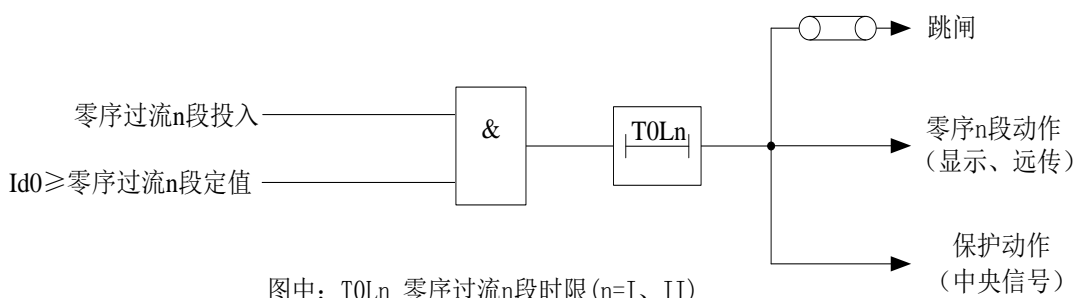 跳闸
零序过流n段投入
&
T0Ln
零序n段动作
（显示、远传）
Id0≥零序过流n段定值
保护动作
（中央信号）
图中: T0Ln 零序过流n段时限(n=I、II)